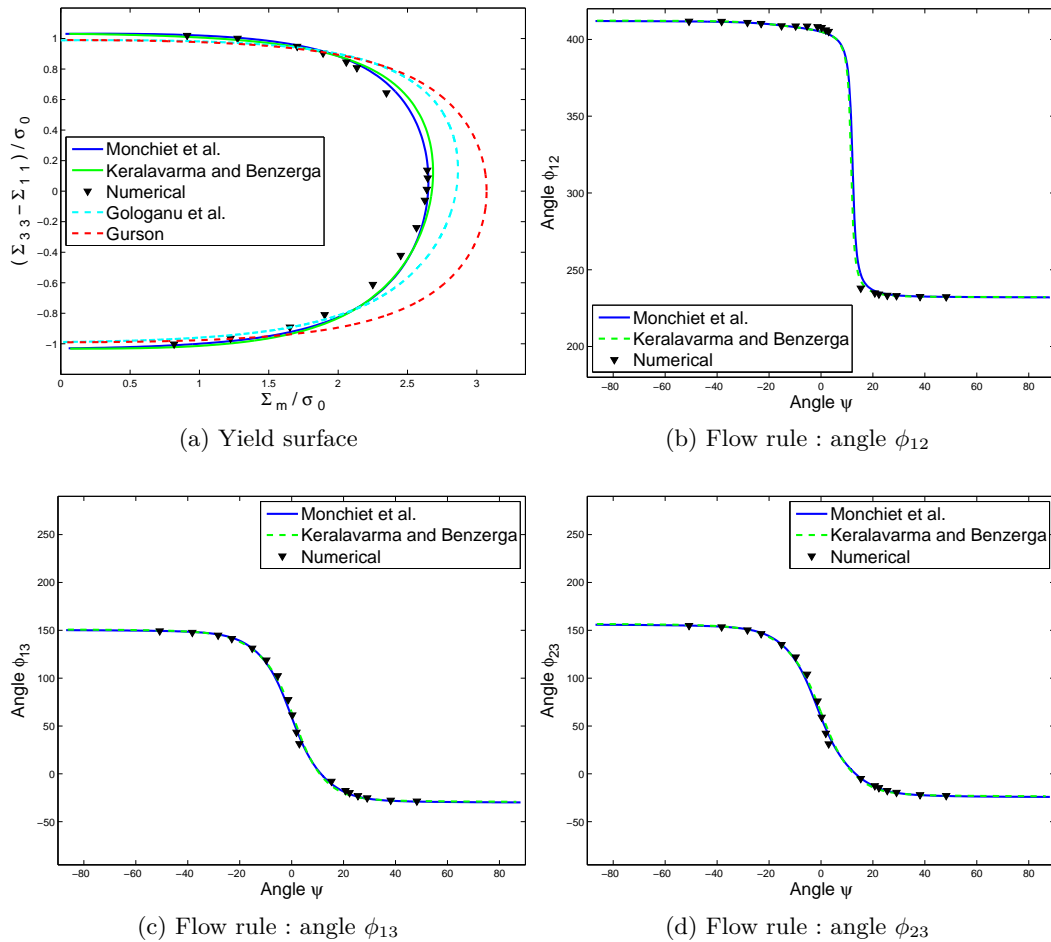 1
0.8
0.6
0.4
0.2
0
−0.2
−0.4
−0.6
−0.8
−1
( Σ 3 3 − Σ 1 1 ) / σ 0
Monchiet et al.
Keralavarma and Benzerga
Numerical
Gologanu et al.
Gurson
0 0.5 1 1.5 2 2.5 3
Σ m / σ 0
(a) Yield surface
400
350
300
250
200
Angle ϕ12
Monchiet et al.
Keralavarma and Benzerga
Numerical
−80 −60 −40 −20 0 20 40 60 80
Angle ψ
(b) Flow rule : angle ϕ12
250
200
150
100
50
0
−50
Angle ϕ13
Monchiet et al.
Keralavarma and Benzerga
Numerical
−80 −60 −40 −20 0 20 40 60 80
Angle ψ
(c) Flow rule : angle ϕ13
250
200
150
100
50
0
−50
Angle ϕ23
Monchiet et al.
Keralavarma and Benzerga
Numerical
−80 −60 −40 −20 0 20 40 60 80
Angle ψ
(d) Flow rule : angle ϕ23